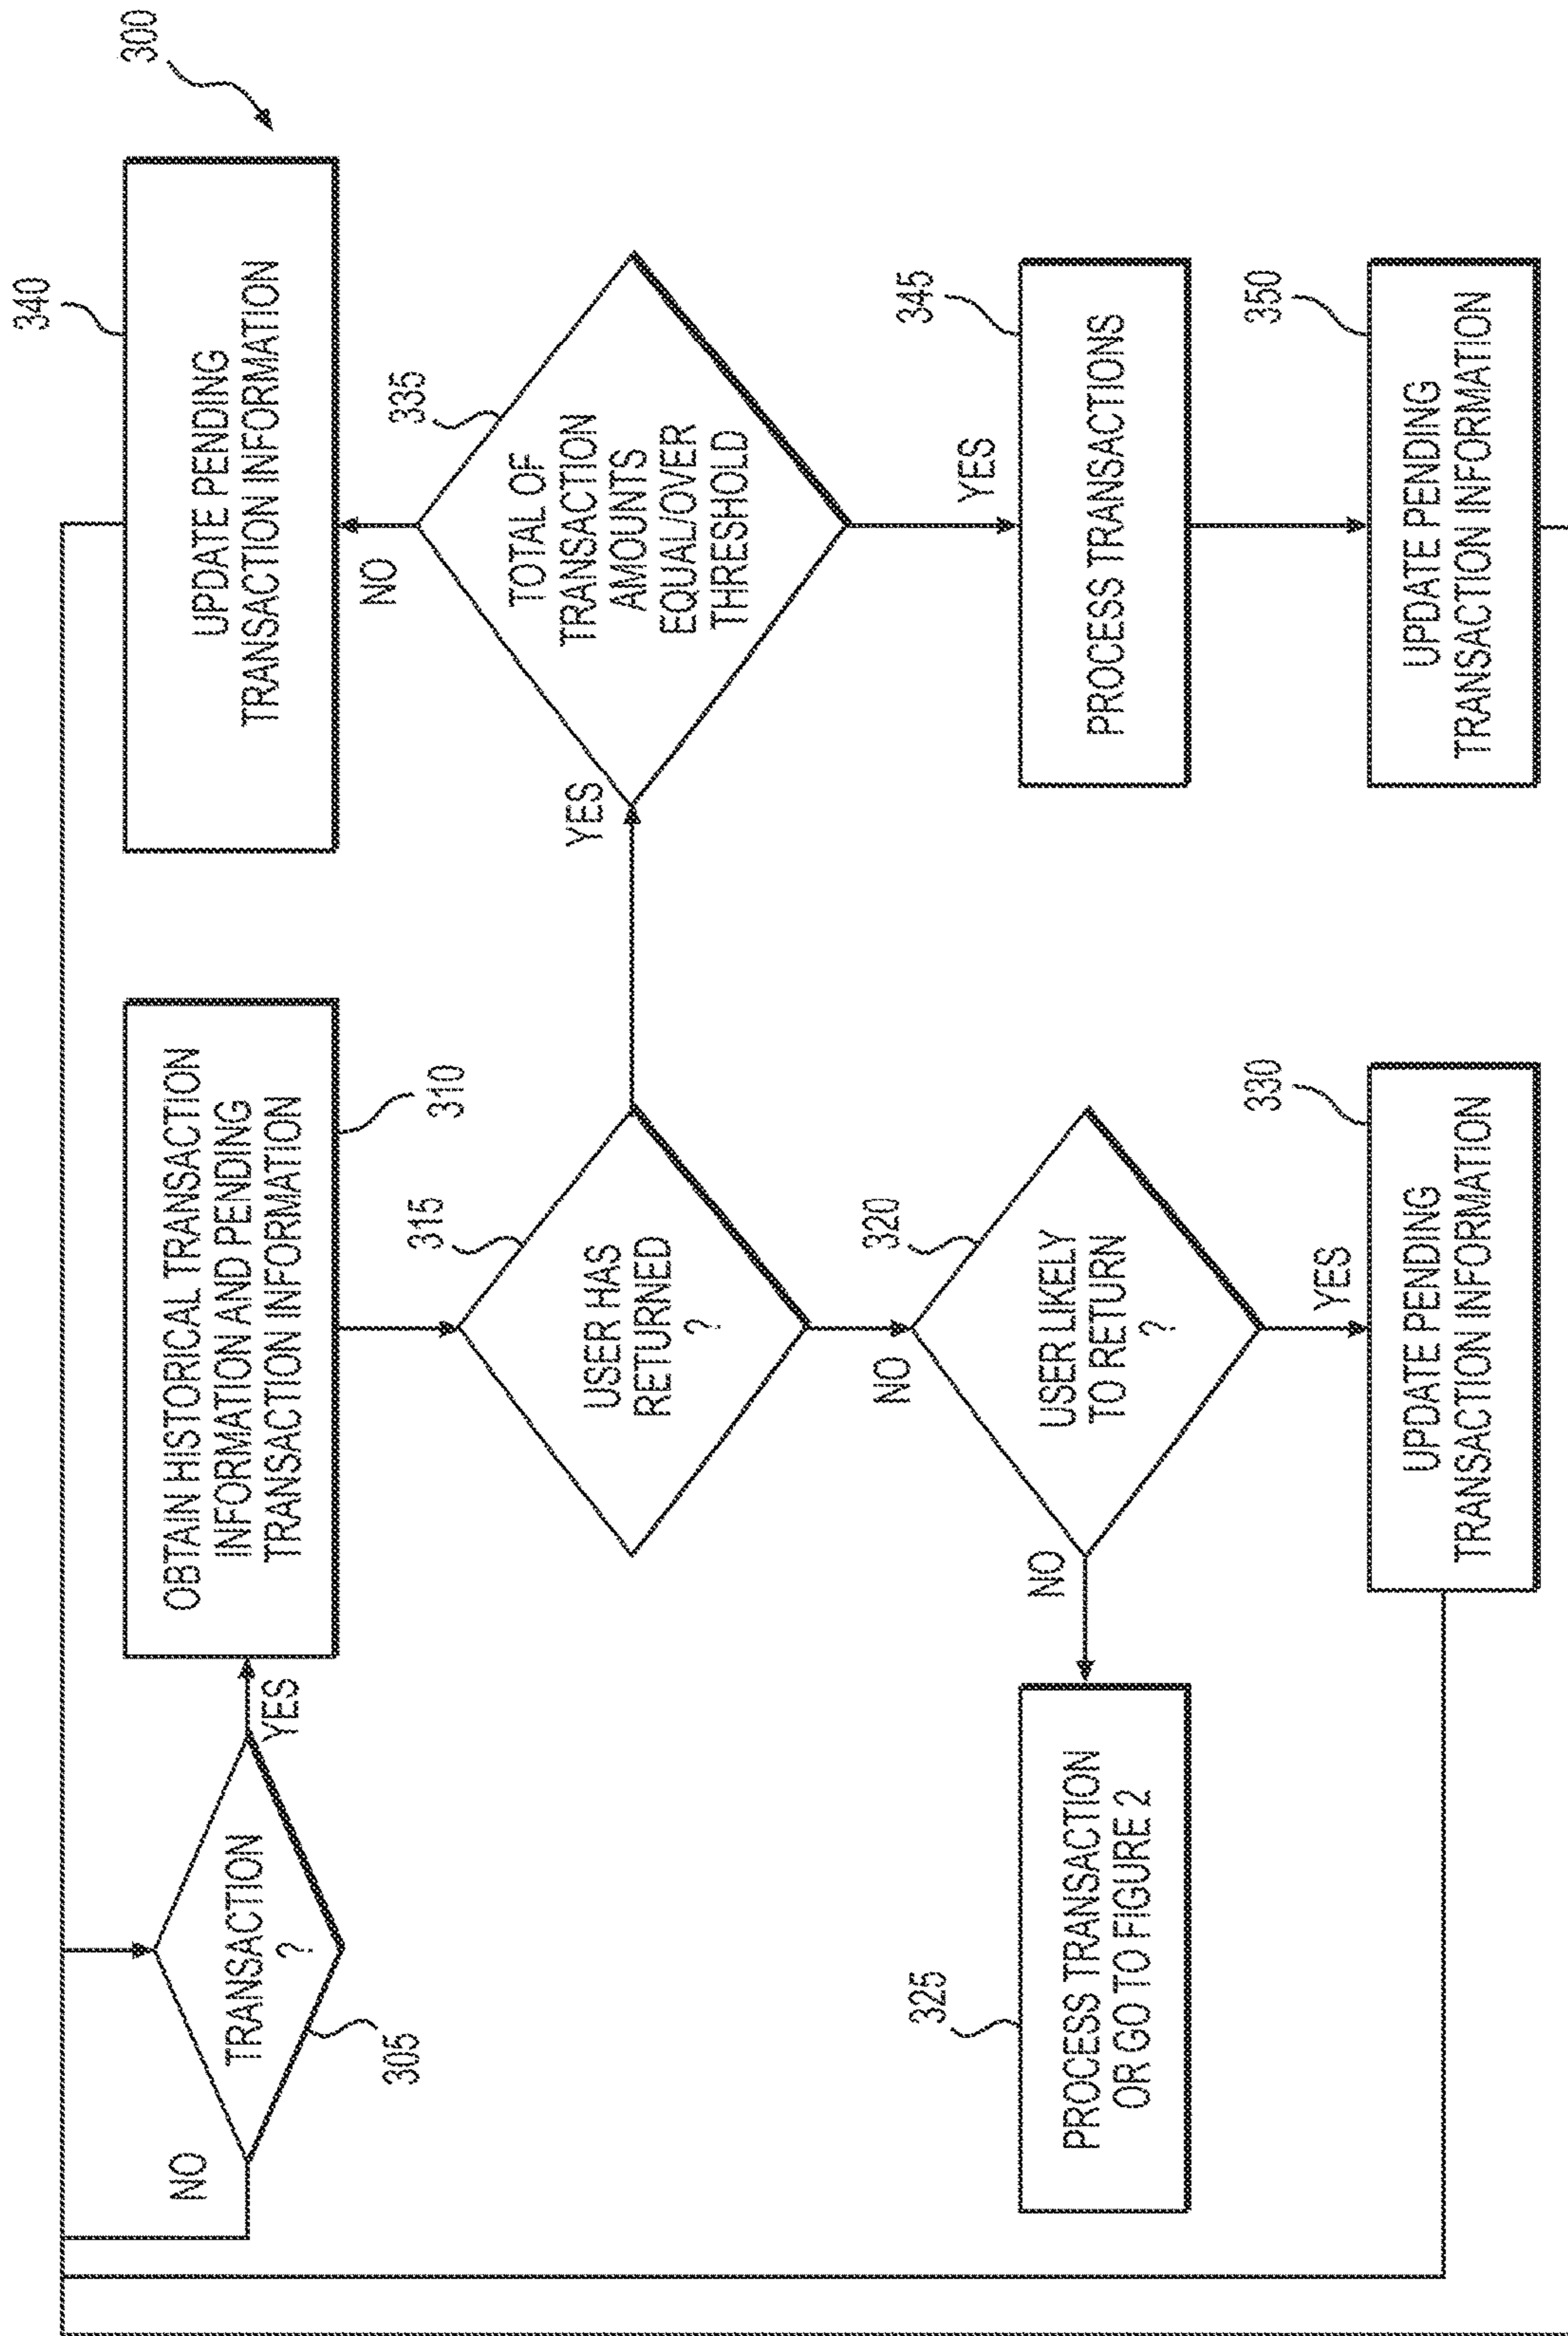 300
NO
TRANSACTION
?
305
YES
OBTAIN HISTORICAL TRANSACTION
INFORMATION AND PENDING
TRANSACTION INFORMATION
310
340
UPDATE PENDING
TRANSACTION INFORMATION
NO
315
USER HAS
RETURNED
?
YES
335
TOTAL OF
TRANSACTION
AMOUNTS
EQUAL/OVER
THRESHOLD
NO
320
USER LIKELY
TO RETURN
?
NO
YES
325
PROCESS TRANSACTION
OR GO TO FIGURE 2
YES
345
PROCESS TRANSACTIONS
330
UPDATE PENDING
TRANSACTION INFORMATION
350
UPDATE PENDING
TRANSACTION INFORMATION